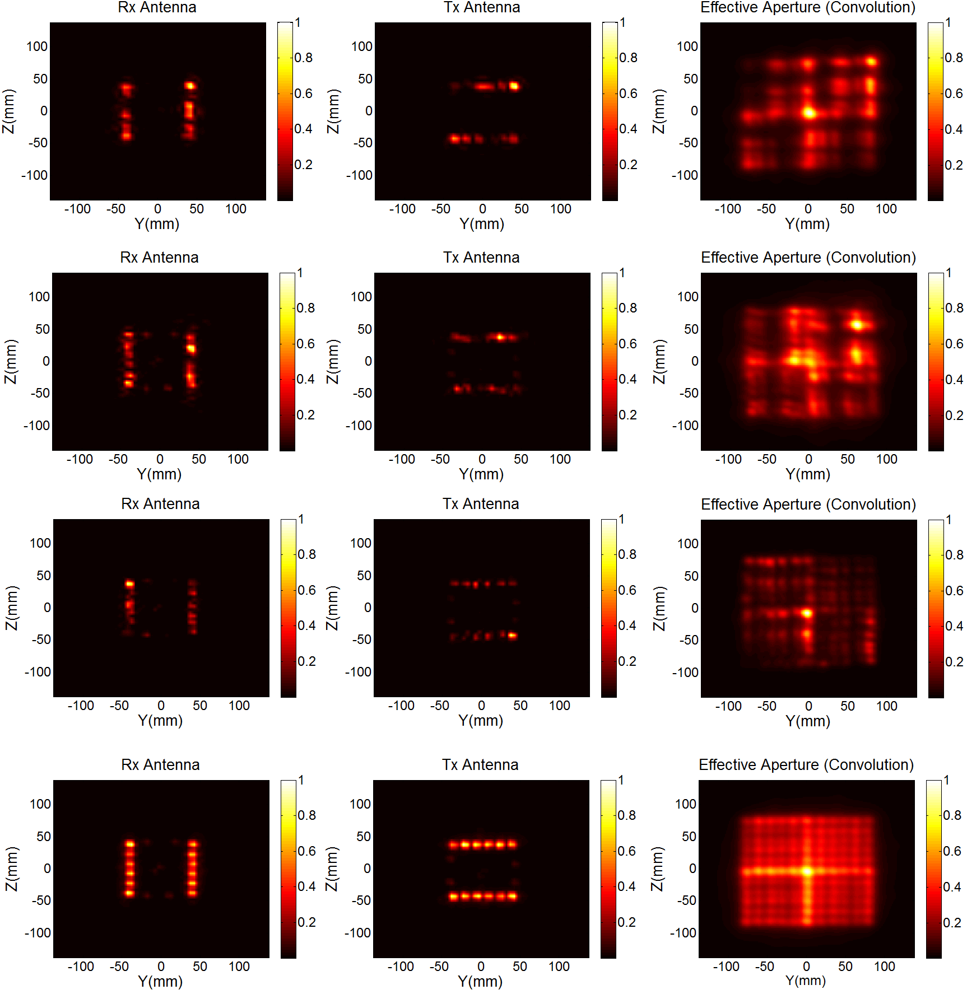 Rx Antenna Tx Antenna Effective Aperture (Convolution)
1 1 1
100 100 100
0.8 0.8 0.8
50 50 50
0.6 0.6 0.6
Z(mm) 0 Z(mm) 0 Z(mm) 0
0.4 0.4 0.4
-50 -50 -50
0.2 0.2 0.2
-100 -100 -100
-100 -50 0 50 100 -100 -50 0 50 100 -100 -50 0 50 100
Y(mm) Y(mm) Y(mm)
Rx Antenna Tx Antenna Effective Aperture (Convolution)
1 1 1
100 100 100
0.8 0.8 0.8
50 50 50
0.6 0.6 0.6
Z(mm) 0 Z(mm) 0 Z(mm) 0
0.4 0.4 0.4
-50 -50 -50
0.2 0.2 0.2
-100 -100 -100
-100 -50 0 50 100 -100 -50 0 50 100 -100 -50 0 50 100
Y(mm) Y(mm) Y(mm)
Rx Antenna Tx Antenna Effective Aperture (Convolution)
1 1 1
100 100 100
0.8 0.8 0.8
50 50 50
0.6 0.6 0.6
Z(mm) 0 Z(mm) 0 Z(mm) 0
0.4 0.4 0.4
-50 -50 -50
0.2 0.2 0.2
-100 -100 -100
-100 -50 0 50 100 -100 -50 0 50 100 -100 -50 0 50 100
Y(mm) Y(mm) Y(mm)
Rx Antenna Tx Antenna Effective Aperture (Convolution)
1 1 1
100 100 100
0.8 0.8 0.8
50 50 50
0.6 0.6 0.6
Z(mm) 0 Z(mm) 0 Z(mm) 0
0.4 0.4 0.4
-50 -50 -50
0.2 0.2 0.2
-100 -100 -100
-100 -50 0 50 100 -100 -50 0 50 100 -100 -50 0 50 100
Y(mm) Y(mm) Y(mm)